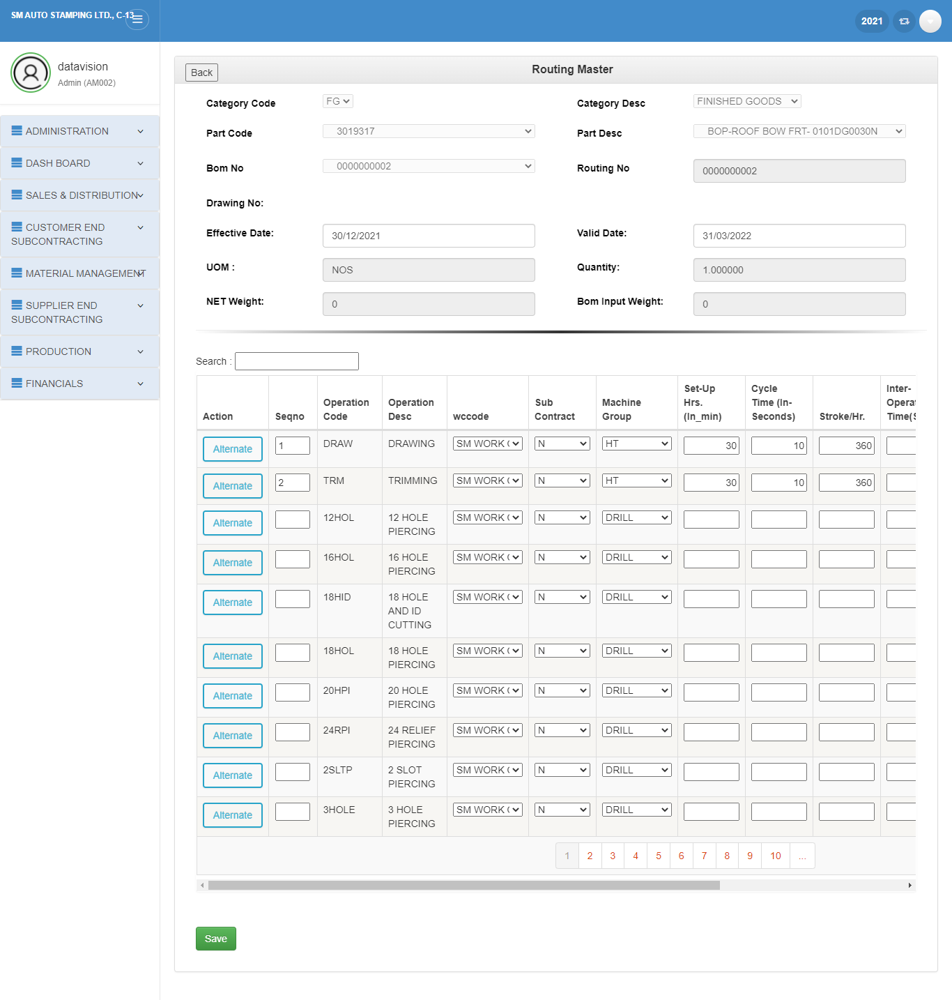 SM AUTO STAMPING LTD., C-13
2021
datavision
Admin (AM002)
ADMINISTRATION
DASH BOARD
SALES & DISTRIBUTION
CUSTOMER END
SUBCONTRACTING
MATERIAL MANAGEMENT
SUPPLIER END
SUBCONTRACTING
PRODUCTION
FINANCIALS
Back
Routing Master
Category Code FG Category Desc FINISHED GOODS
Part Code 3019317 Part Desc BOP-ROOF BOW FRT- 0101DG0030N
Bom No 0000000002 Routing No 0000000002
Drawing No:
Effective Date: 30/12/2021 Valid Date: 31/03/2022
UOM : NOS Quantity: 1.000000
NET Weight: 0 Bom Input Weight: 0
Search :
Action Seqno Operation Code Operation Desc wccode Sub Contract Machine Group Set-Up Hrs. (In_min) Cycle Time (In-Seconds) Stroke/Hr. Inter-
Alternate 1 DRAW DRAWING SM WORK N HT 30 10 360
Alternate 2 TRM TRIMMING SM WORK N HT 30 10 360
Alternate 12HOL 12 HOLE PIERCING SM WORK N DRILL
Alternate 16HOL 16 HOLE PIERCING SM WORK N DRILL
Alternate 18HID 18 HOLE AND ID CUTTING SM WORK N DRILL
Alternate 18HOL 18 HOLE PIERCING SM WORK N DRILL
Alternate 20HPI 20 HOLE PIERCING SM WORK N DRILL
Alternate 24RPI 24 RELIEF PIERCING SM WORK N DRILL
Alternate 2SLTP 2 SLOT PIERCING SM WORK N DRILL
Alternate 3HOLE 3 HOLE PIERCING SM WORK N DRILL
1 2 3 4 5 6 7 8 9 10 ...
Save